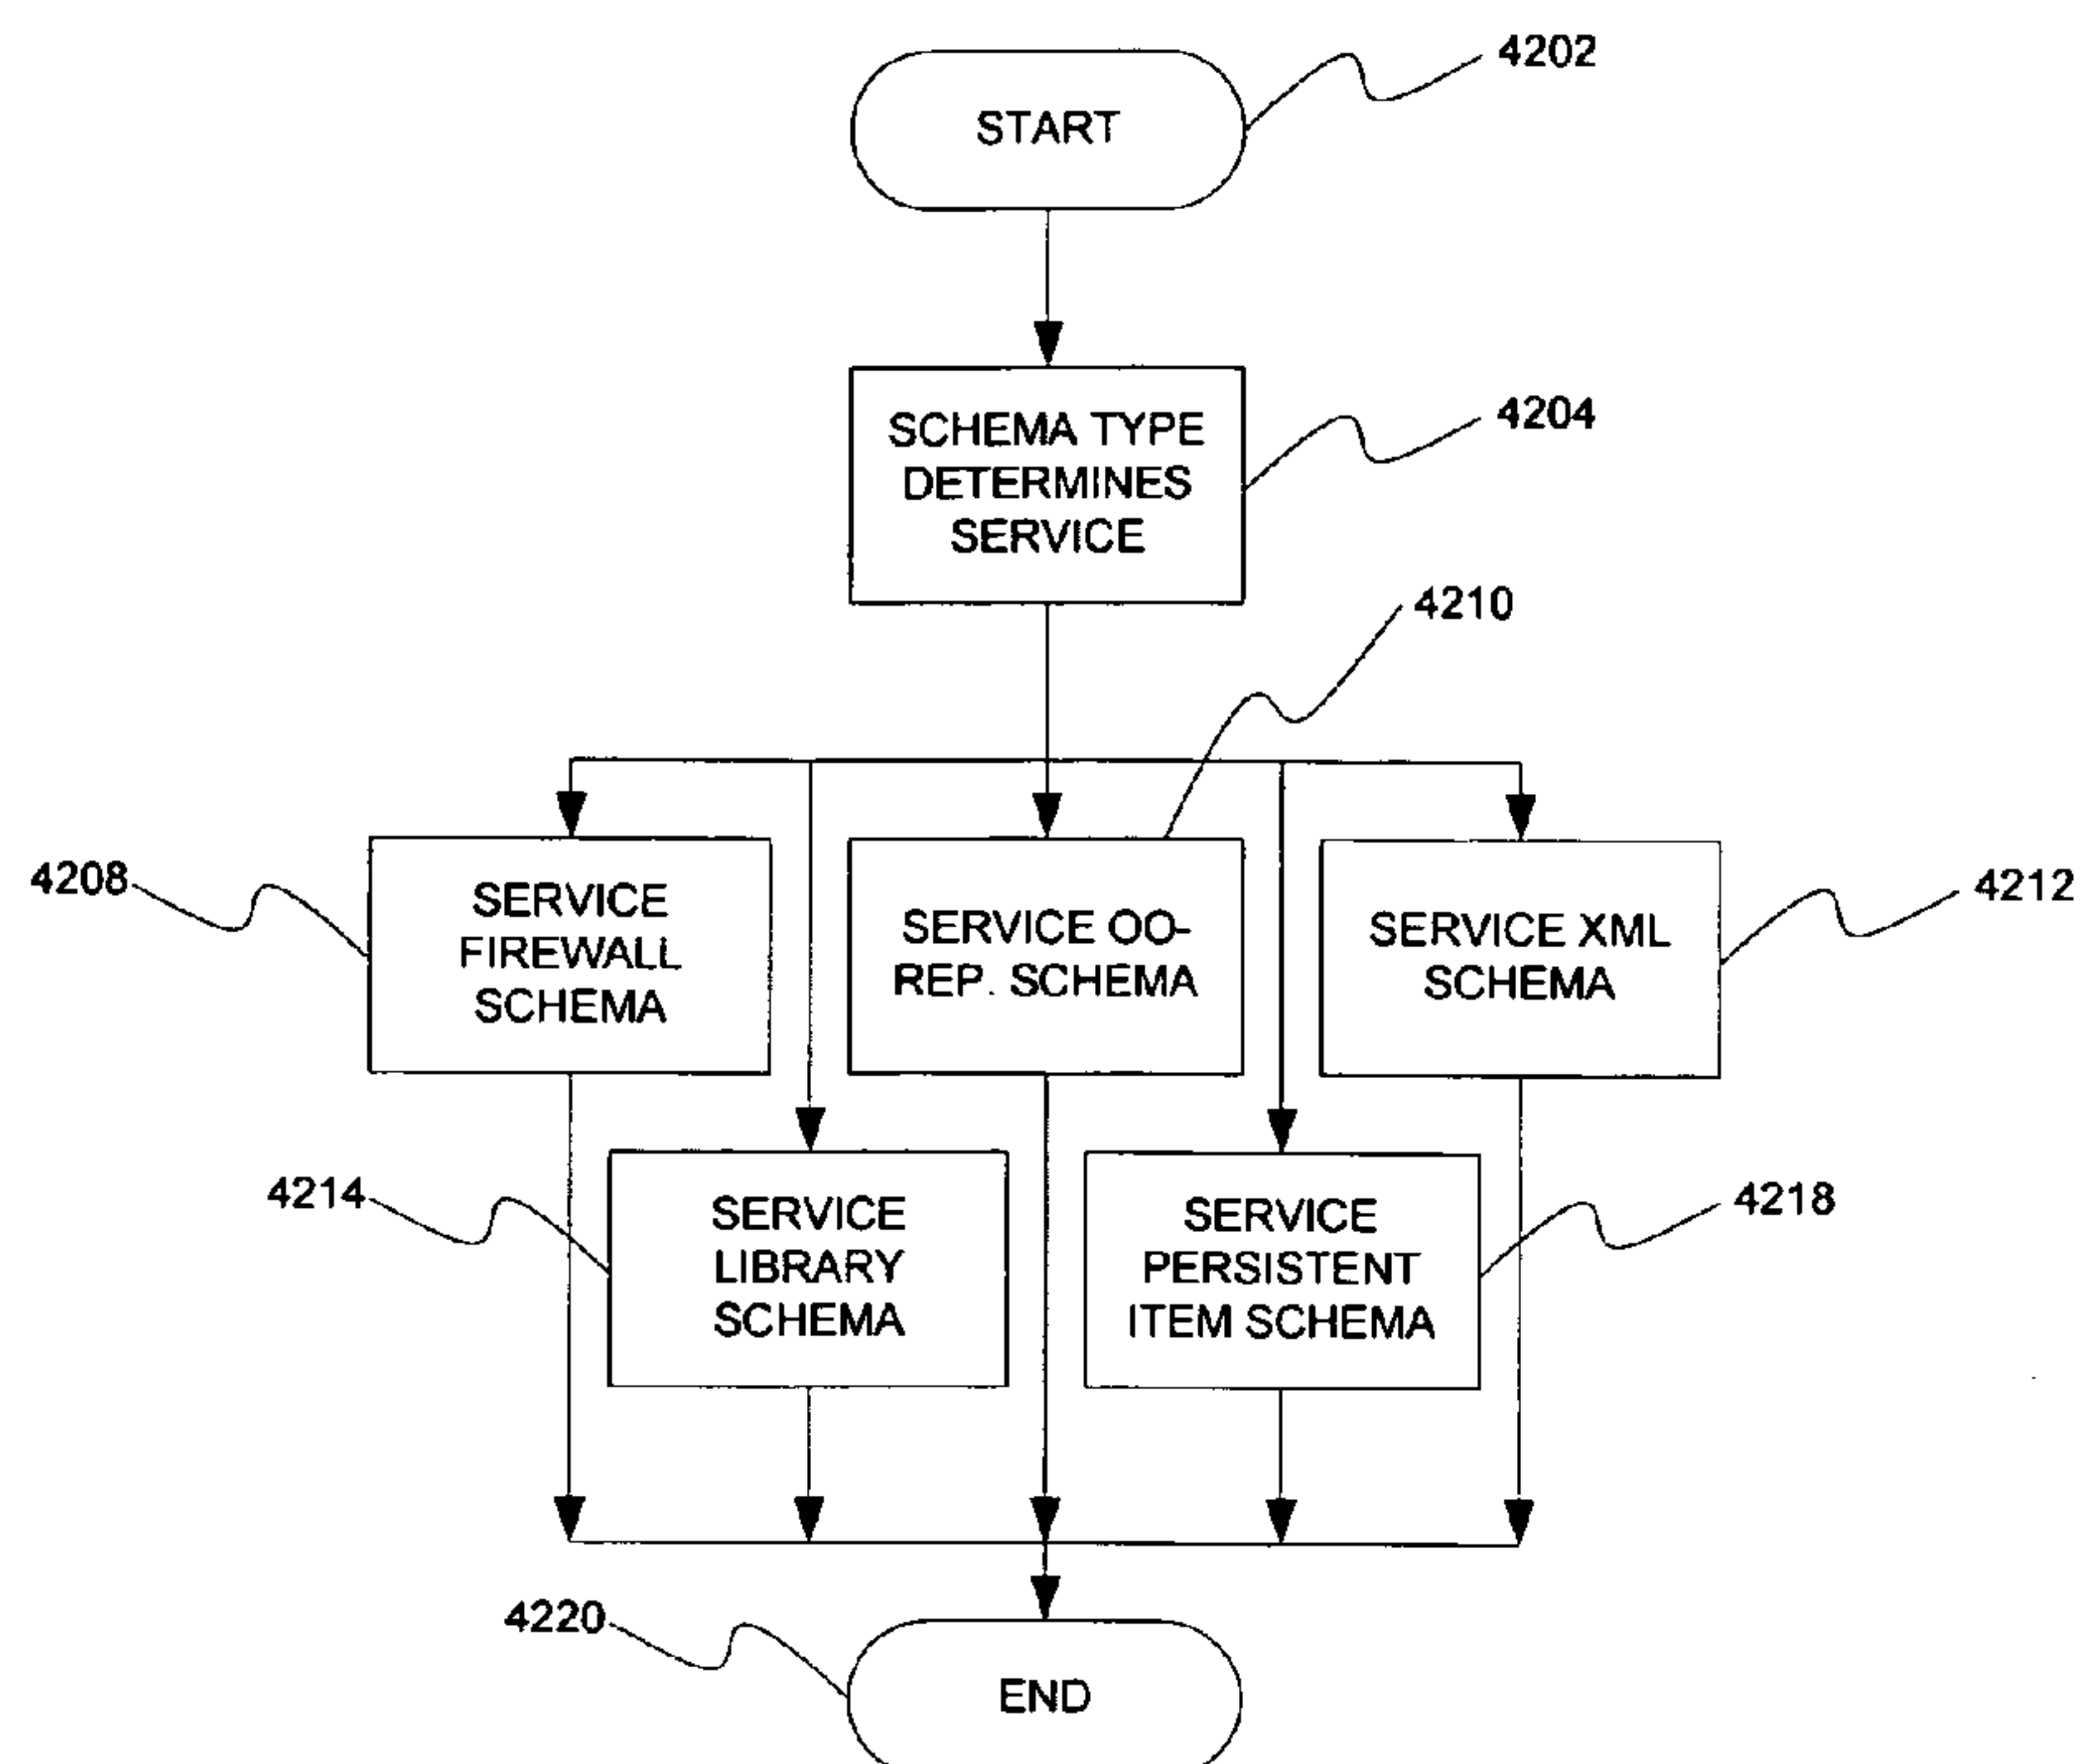 4202
START
4204
SCHEMA TYPE
DETERMINES
SERVICE
4210
4208
SERVICE
FIREWALL
SCHEMA
SERVICE OO-
REP. SCHEMA
SERVICE XML
SCHEMA
4212
4214
SERVICE
LIBRARY
SCHEMA
SERVICE
PERSISTENT
ITEM SCHEMA
4218
4220
END